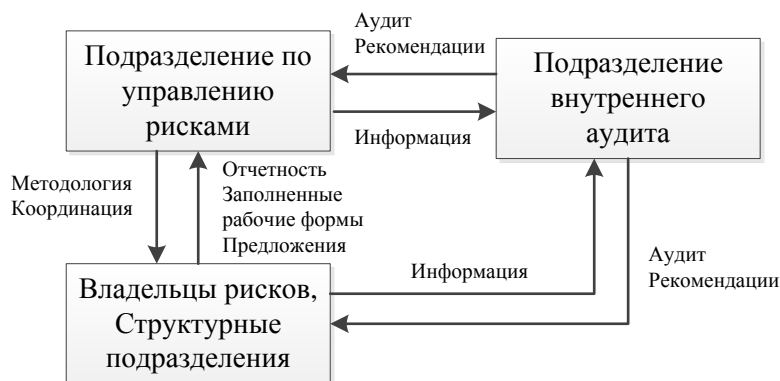 Аудит
Рекомендации
Подразделение по
управлению
рисками
Подразделение
внутреннего
аудита
Информация
Методология
Координация
Отчетность
Заполненные
рабочие формы
Предложения
Информация
Аудит
Рекомендации
Владельцы рисков,
Структурные
подразделения